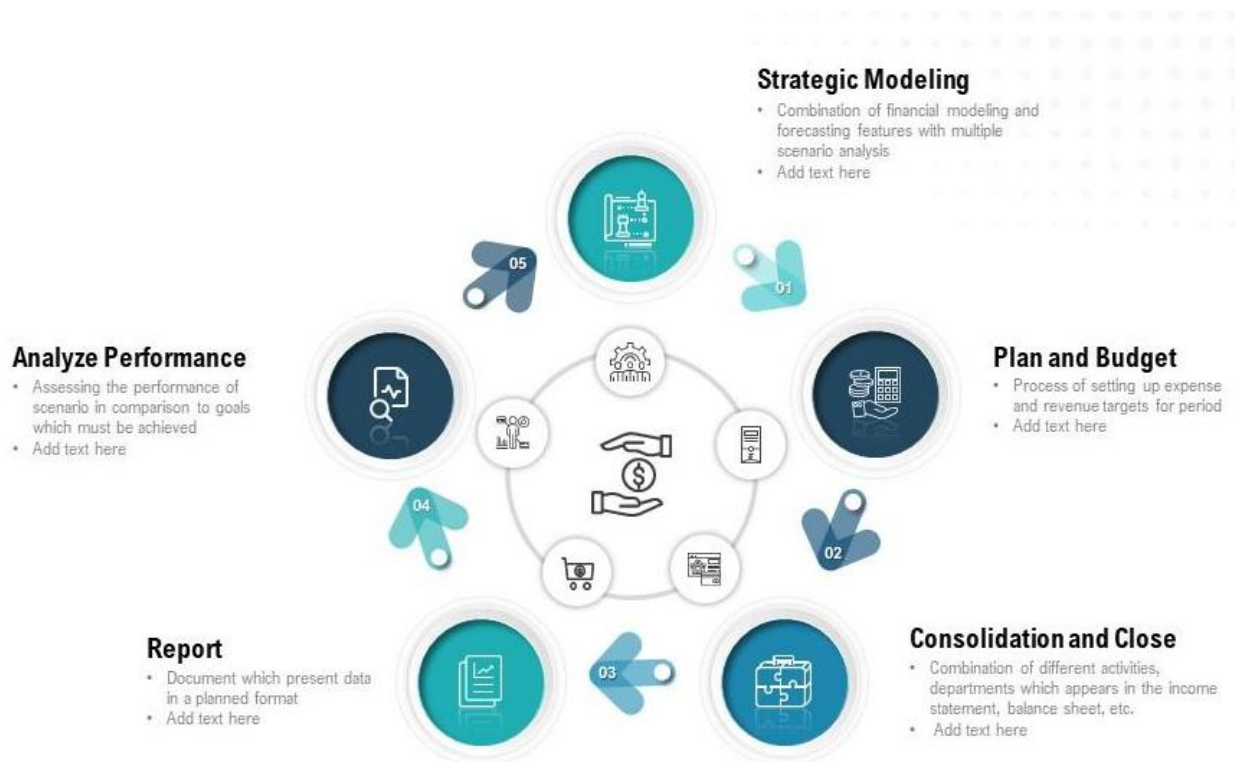 Strategic Modeling
• Combination of financial modeling and
forecasting features with multiple
scenario analysis
• Add text here
05
01
Analyze Performance
• Assessing the performance of
scenario in comparison to goals
which must be achieved
• Add text here
Plan and Budget
• Process of setting up expense
and revenue targets for period
• Add text here
$
04
02
Report
• Document which present data
in a planned format
• Add text here
03
Consolidation and Close
• Combination of different activities,
departments which appears in the income
statement, balance sheet, etc.
• Add text here